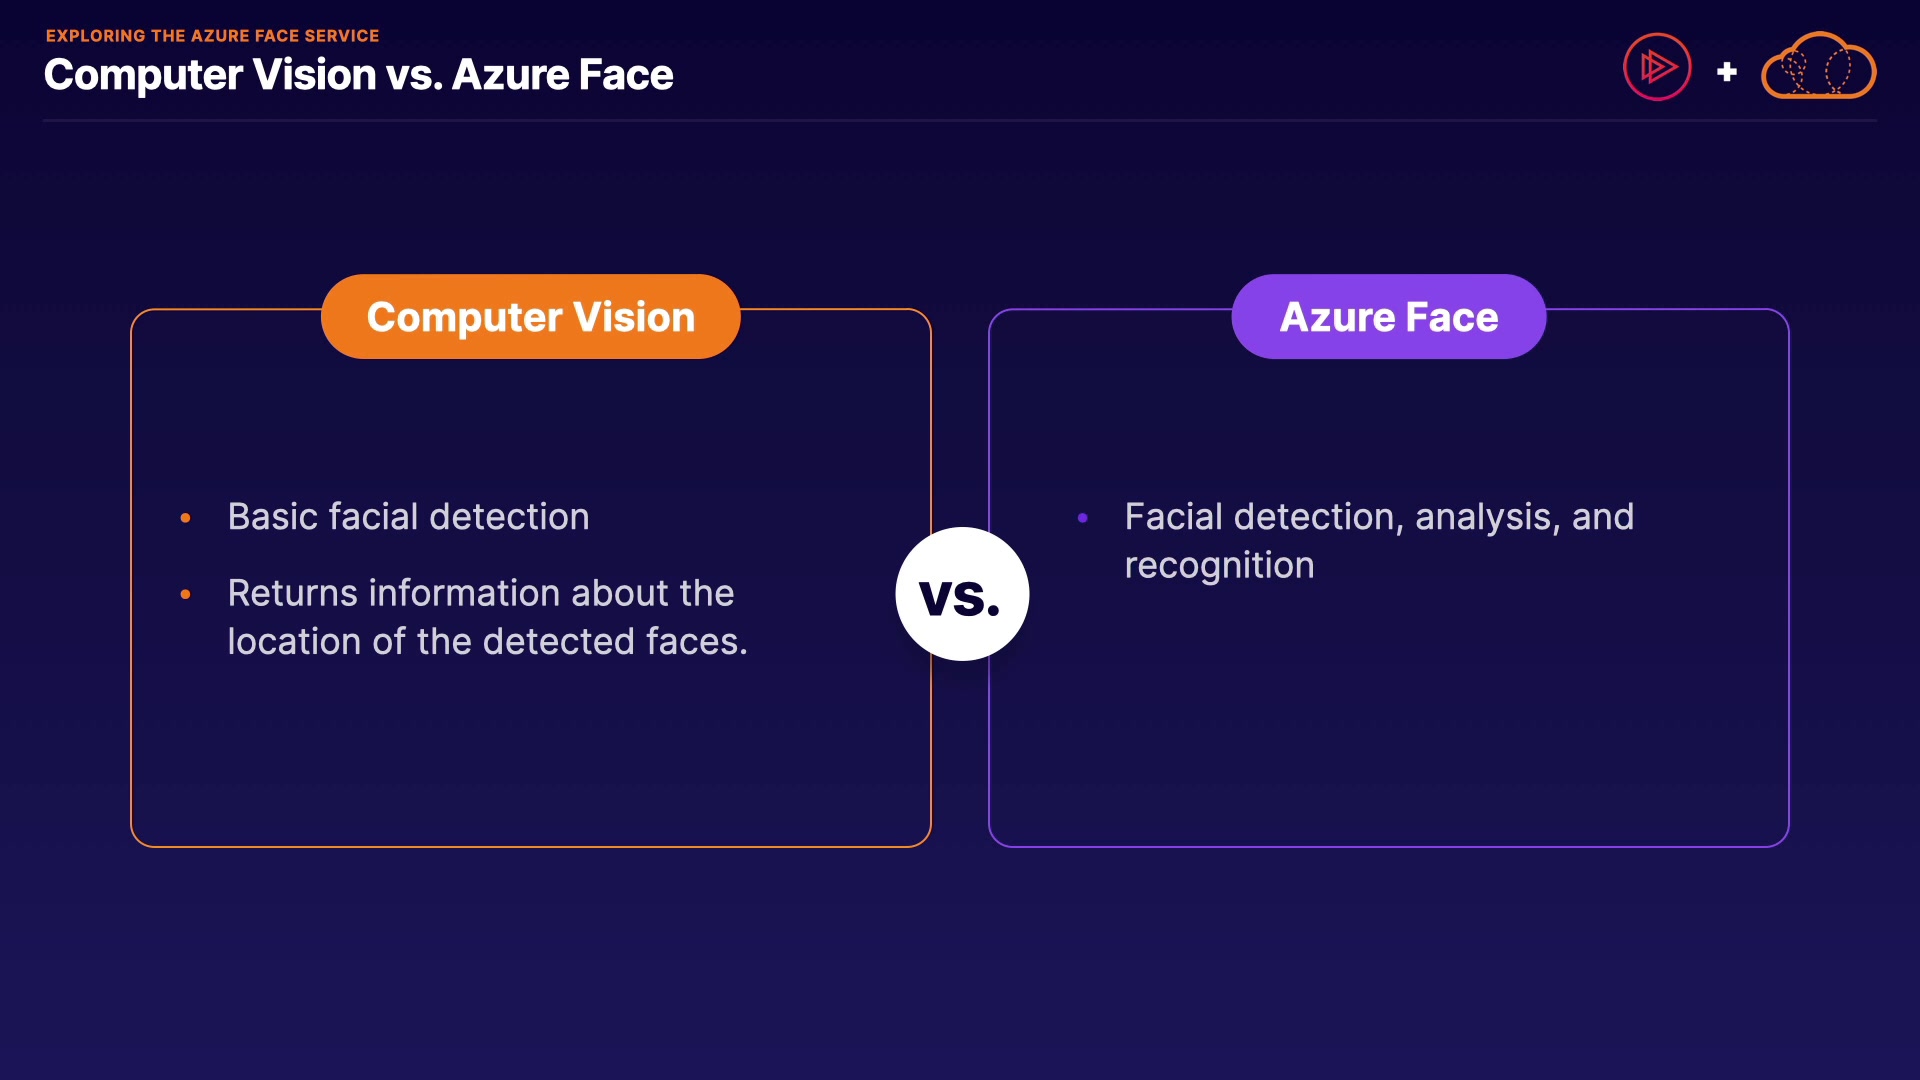 EXPLORING THE AZURE FACE SERVICE
Computer Vision vs. Azure Face
Computer Vision
• Basic facial detection
• Returns information about the
location of the detected faces.
vs.
Azure Face
• Facial detection, analysis, and
recognition